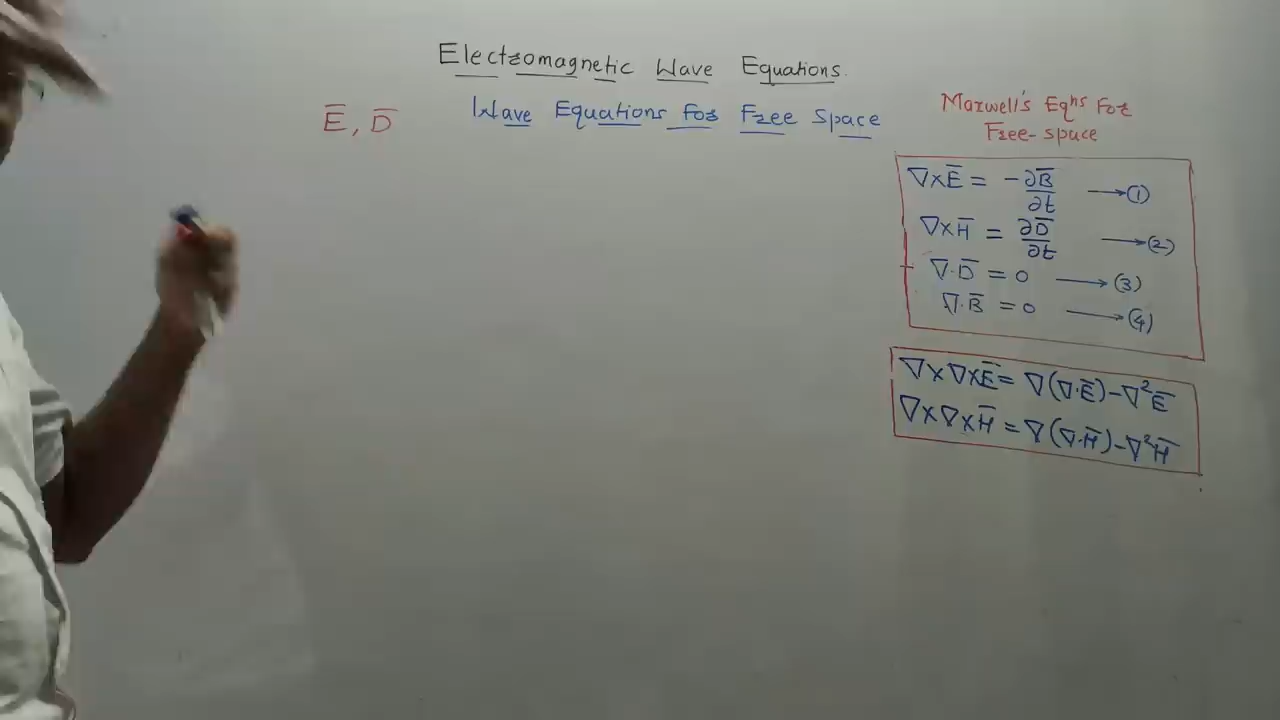 Electromagnetic Wave Equations.
E̅, D̅
Wave Equations For Free Space
Maxwell's Eqⁿs For
Free-space
∇×E̅ = -∂B̅/∂t → (1)
∇×H̅ = ∂D̅/∂t → (2)
∇·D̅ = 0 → (3)
∇·B̅ = 0 → (4)
∇×∇×E̅ = ∇(∇·E̅)-∇²E̅
∇×∇×H̅ = ∇(∇·H̅)-∇²H̅